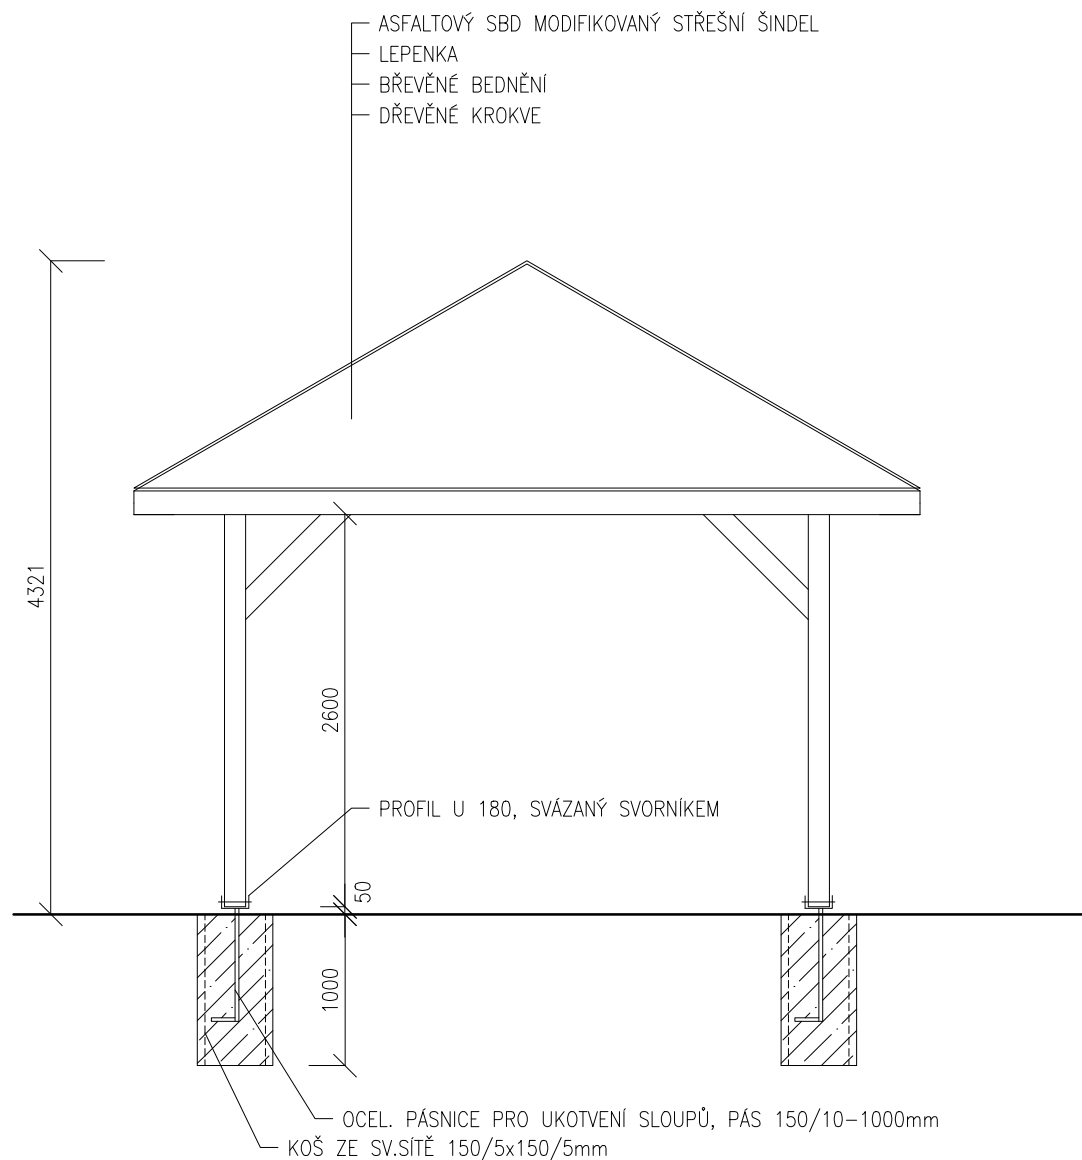 ASFALTOVÝ SBD MODIFIKOVANÝ STŘEŠNÍ ŠINDEL
LEPENKA
BŘEVĚNÉ BEDNĚNÍ
DŘEVĚNÉ KROKVE
4321
2600
PROFIL U 180, SVÁZANÝ SVORNÍKEM
50
1000
OCEL. PÁSNICE PRO UKOTVENÍ SLOUPŮ, PÁS 150/10-1000mm
KOŠ ZE SV.SÍTĚ 150/5x150/5mm